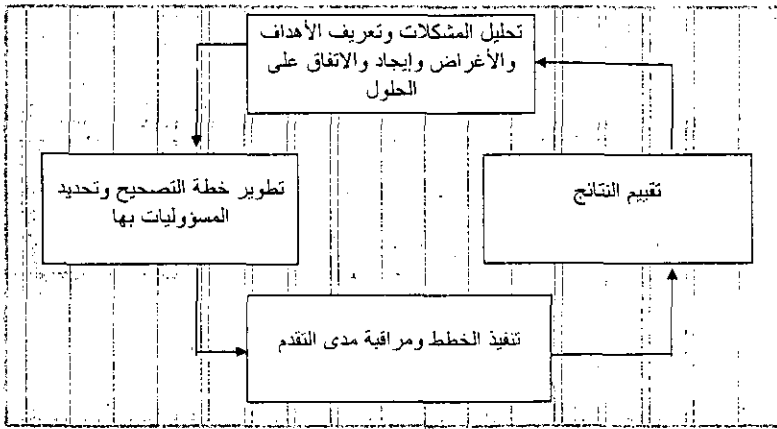 تحليل المشكلات وتعريف الأهداف
والأغراض وإيجاد والاتفاق على
الحلول
تطوير خطة التصحيح وتحديد
المسؤوليات بها
تقييم النتائج
تنفيذ الخطط ومراقبة مدى التقدم